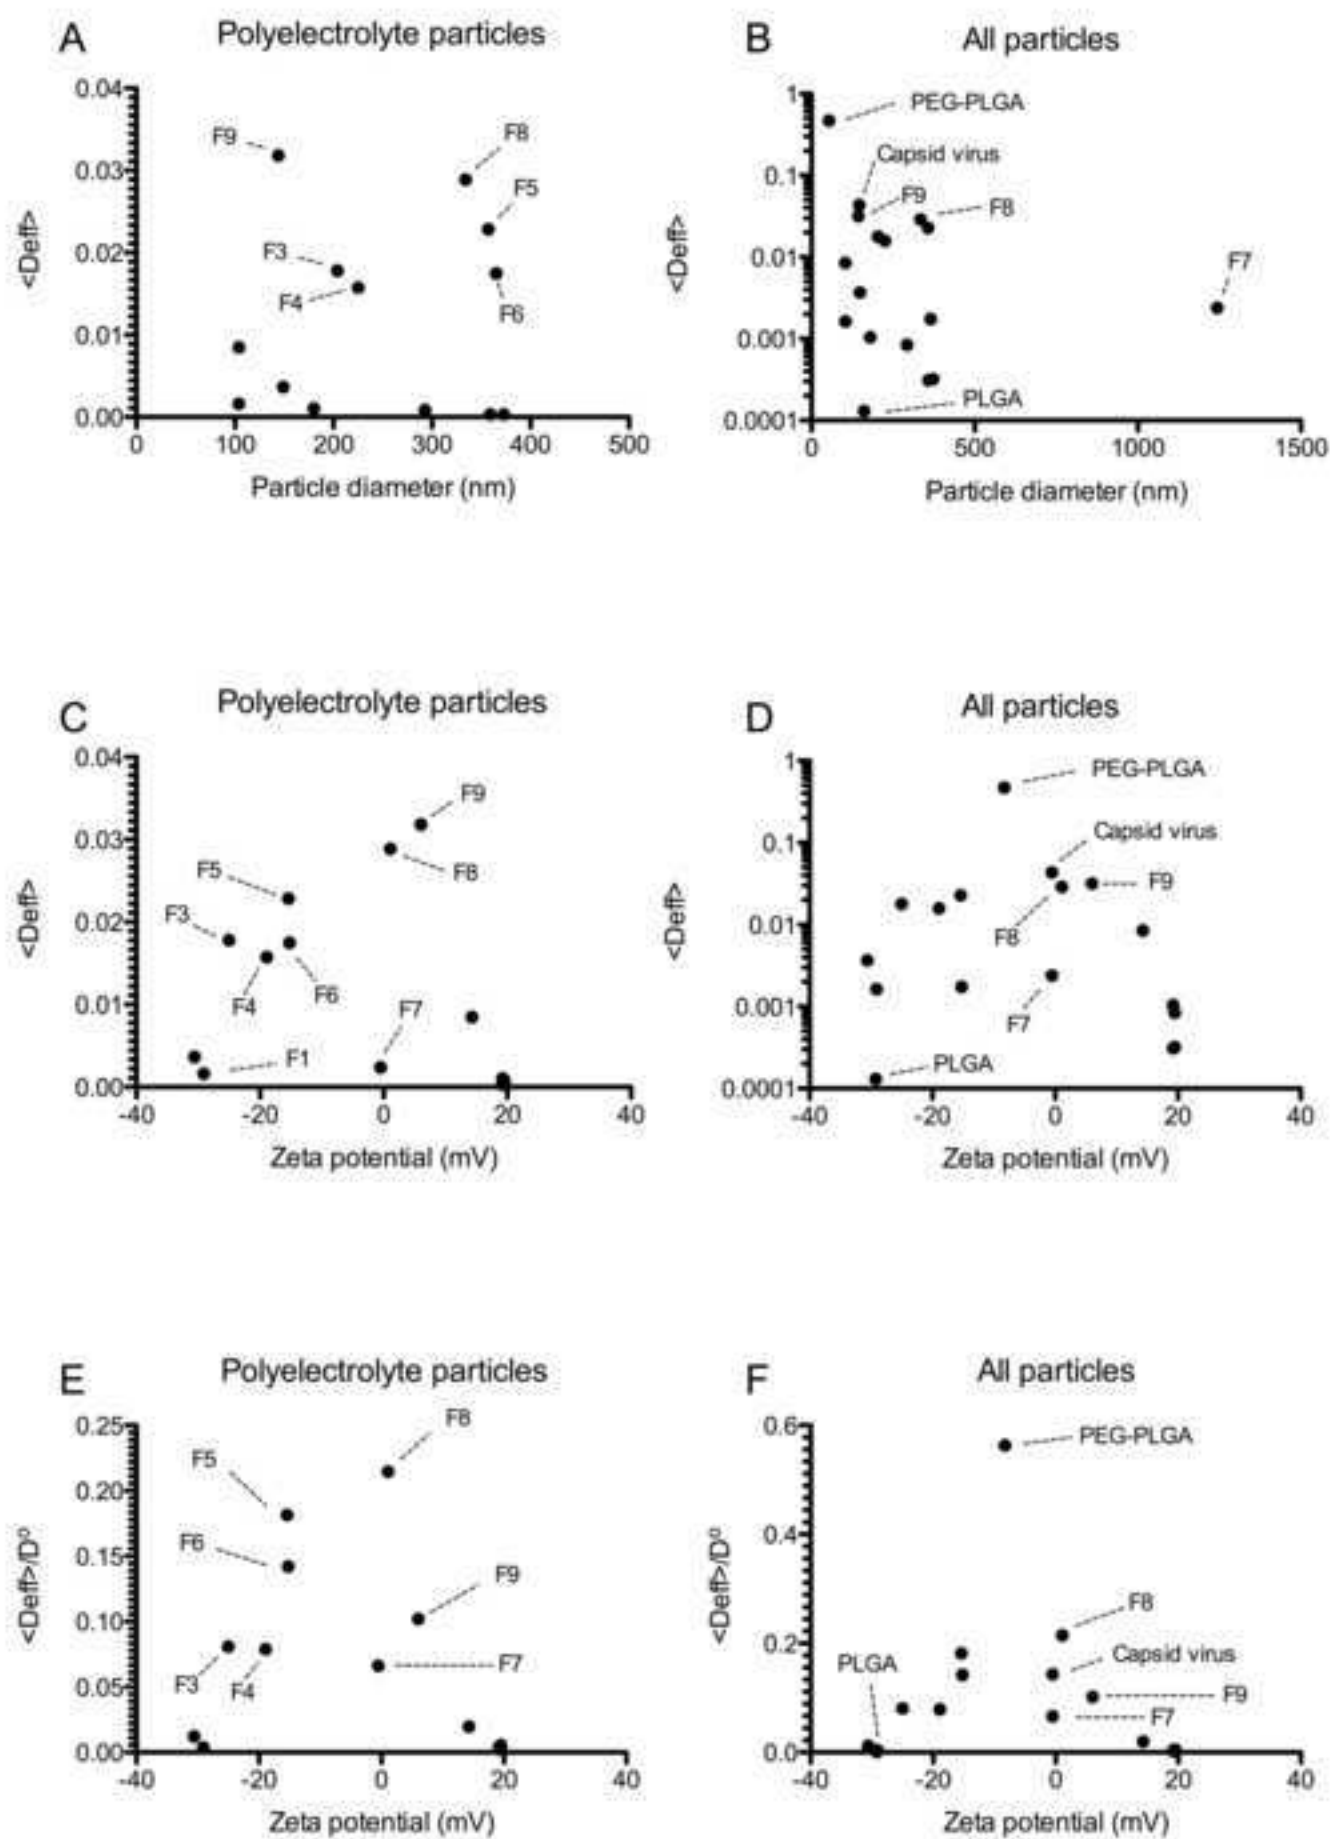 A
Polyelectrolyte particles
0.04
0.03
0.02
0.01
0.00
<Deff>
F9
F8
F5
F3
F4
F6
0 100 200 300 400 500
Particle diameter (nm)
B
All particles
1
0.1
0.01
0.001
0.0001
<Deff>
PEG-PLGA
Capsid virus
F9
F8
F7
PLGA
0 500 1000 1500
Particle diameter (nm)
C
Polyelectrolyte particles
0.04
0.03
0.02
0.01
0.00
<Deff>
F9
F8
F5
F3
F4
F6
F7
F1
-40 -20 0 20 40
Zeta potential (mV)
D
All particles
1
0.1
0.01
0.001
0.0001
<Deff>
PEG-PLGA
Capsid virus
F9
F8
F7
PLGA
-40 -20 0 20 40
Zeta potential (mV)
E
Polyelectrolyte particles
0.25
0.20
0.15
0.10
0.05
0.00
<Deff>/Dº
F8
F5
F6
F9
F3
F4
F7
-40 -20 0 20 40
Zeta potential (mV)
F
All particles
0.6
0.4
0.2
0.0
<Deff>/Dº
PEG-PLGA
F8
Capsid virus
PLGA
F9
F7
-40 -20 0 20 40
Zeta potential (mV)